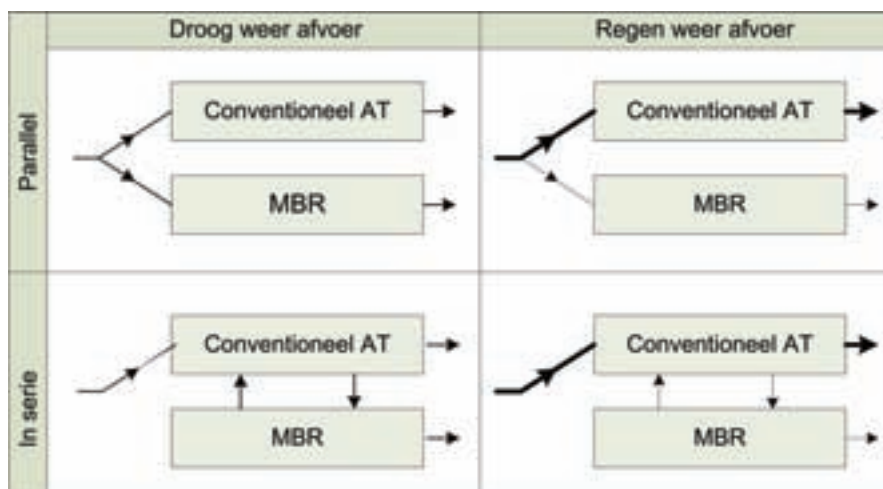 Droog weer afvoer
Regen weer afvoer
Parallel
Conventioneel AT
MBR
Conventioneel AT
MBR
In serie
Conventioneel AT
MBR
Conventioneel AT
MBR